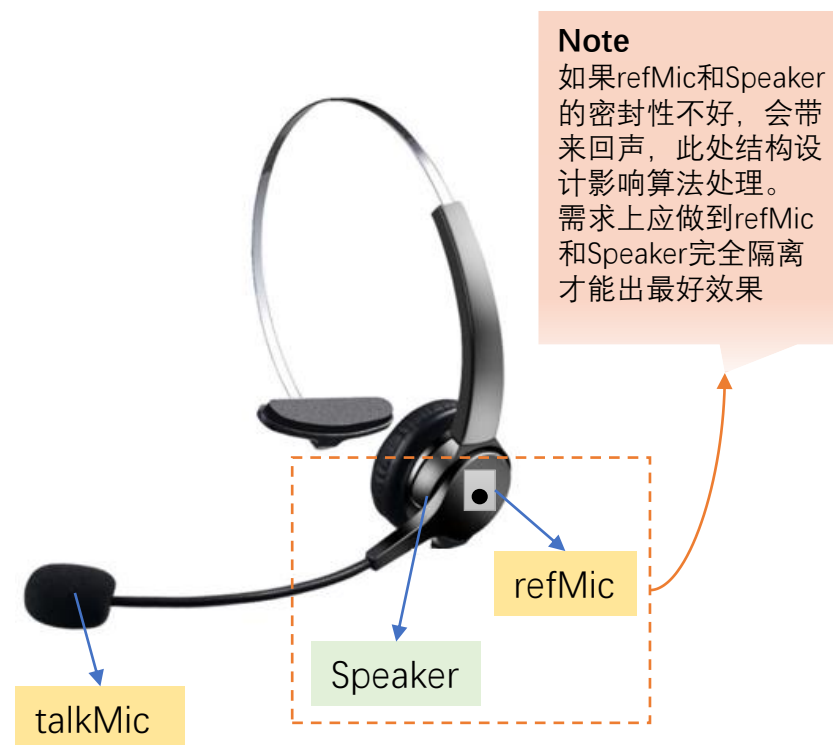 Note
如果refMic和Speaker
的密封性不好，会带
来回声，此处结构设
计影响算法处理。
需求上应做到refMic
和Speaker完全隔离
才能出最好效果
refMic
Speaker
talkMic